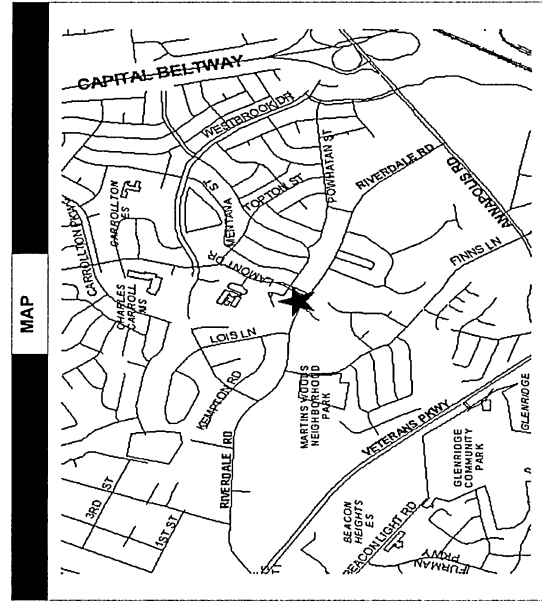 MAP
CAPITAL BELTWAY
WESTBROOK DR
POWHATAN ST
RIVERDALE RD
ANNAPOLIS RD
TOPTON ST
MENTANA
ST
CARROLLTON
ES
CARROLLTON PKWY
LAMONT DR
FINNS LN
CHARLES
CARROLL
MS
LOIS LN
KEMPTON RD
MARTINS WOODS
NEIGHBORHOOD
PARK
VETERANS PKWY
RIVERDALE RD
GLENRIDGE
GLENRIDGE
COMMUNITY
PARK
3RD ST
1ST ST
BEACON
HEIGHTS
ES
BEACON LIGHT RD
FURMAN
PKWY